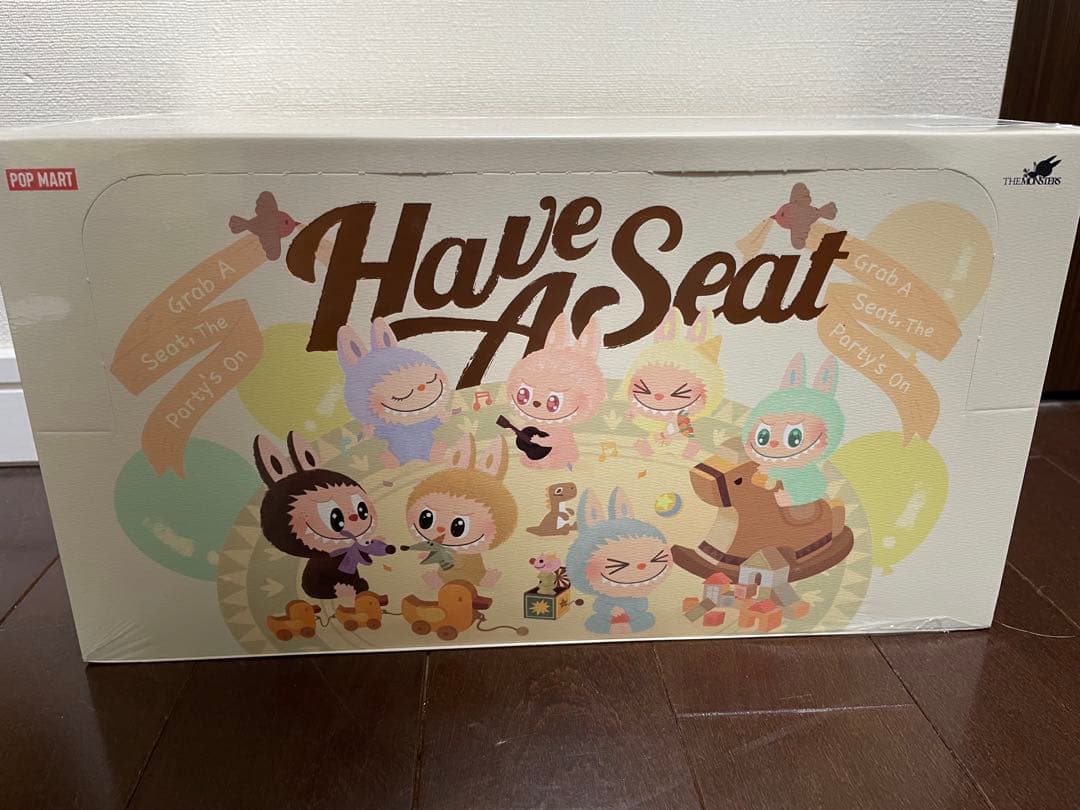 POP MART
THE MONSTERS
Have
A Seat
Grab A
Seat, The
Party's On
Grab A
Seat, The
Party's On